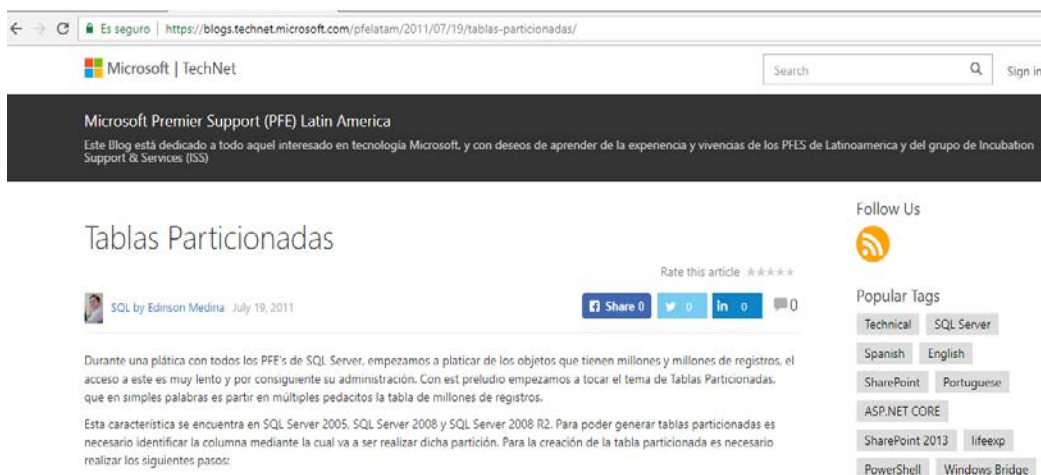 Es seguro | https://blogs.technet.microsoft.com/pfelatam/2011/07/19/tablas-particionadas/
Microsoft | TechNet
Search
Sign in
Microsoft Premier Support (PFE) Latin America
Este Blog está dedicado a todo aquel interesado en tecnología Microsoft, y con deseos de aprender de la experiencia y vivencias de los PFES de Latinoamerica y del grupo de Incubation
Support & Services (ISS)
Tablas Particionadas
Rate this article
SQL by Edinson Medina July 19, 2011
Share 0
0
in 0
0
Durante una plática con todos los PFE's de SQL Server, empezamos a platicar de los objetos que tienen millones y millones de registros, el
acceso a este es muy lento y por consiguiente su administración. Con est preludio empezamos a tocar el tema de Tablas Particionadas,
que en simples palabras es partir en múltiples pedacitos la tabla de millones de registros.
Esta característica se encuentra en SQL Server 2005, SQL Server 2008 y SQL Server 2008 R2. Para poder generar tablas particionadas es
necesario identificar la columna mediante la cual va a ser realizar dicha partición. Para la creación de la tabla particionada es necesario
realizar los siguientes pasos:
Follow Us
Popular Tags
Technical SQL Server
Spanish English
SharePoint Portuguese
ASP.NET CORE
SharePoint 2013 lifeexp
PowerShell Windows Bridge